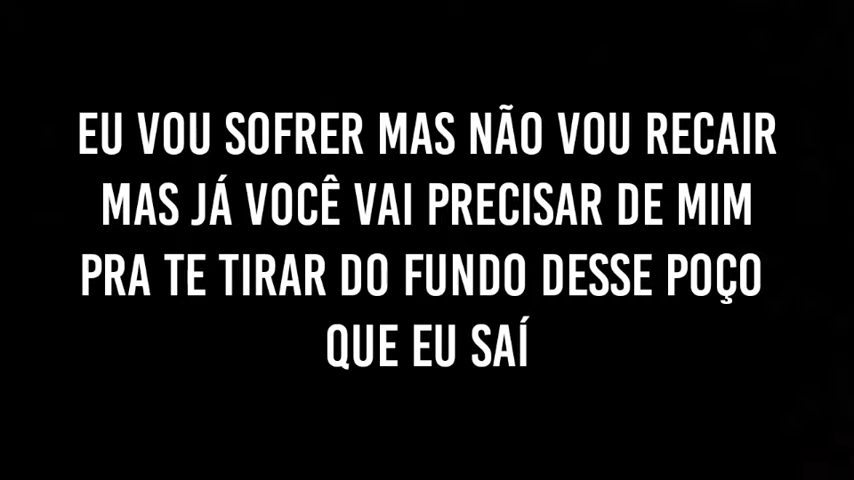 EU VOU SOFRER MAS NÃO VOU RECAIR
MAS JÁ VOCÊ VAI PRECISAR DE MIM
PRA TE TIRAR DO FUNDO DESSE POÇO
QUE EU SAÍ